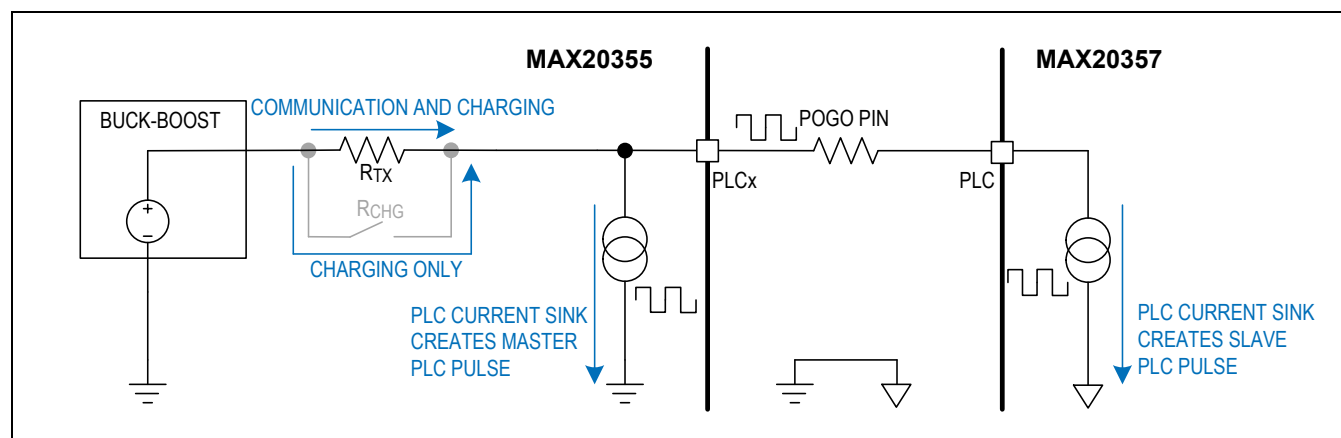 MAX20355
MAX20357
COMMUNICATION AND CHARGING
BUCK-BOOST
POGO PIN
RTX
PLCx
PLC
+
−
RCHG
CHARGING ONLY
PLC CURRENT SINK
CREATES MASTER
PLC PULSE
PLC CURRENT SINK
CREATES SLAVE
PLC PULSE